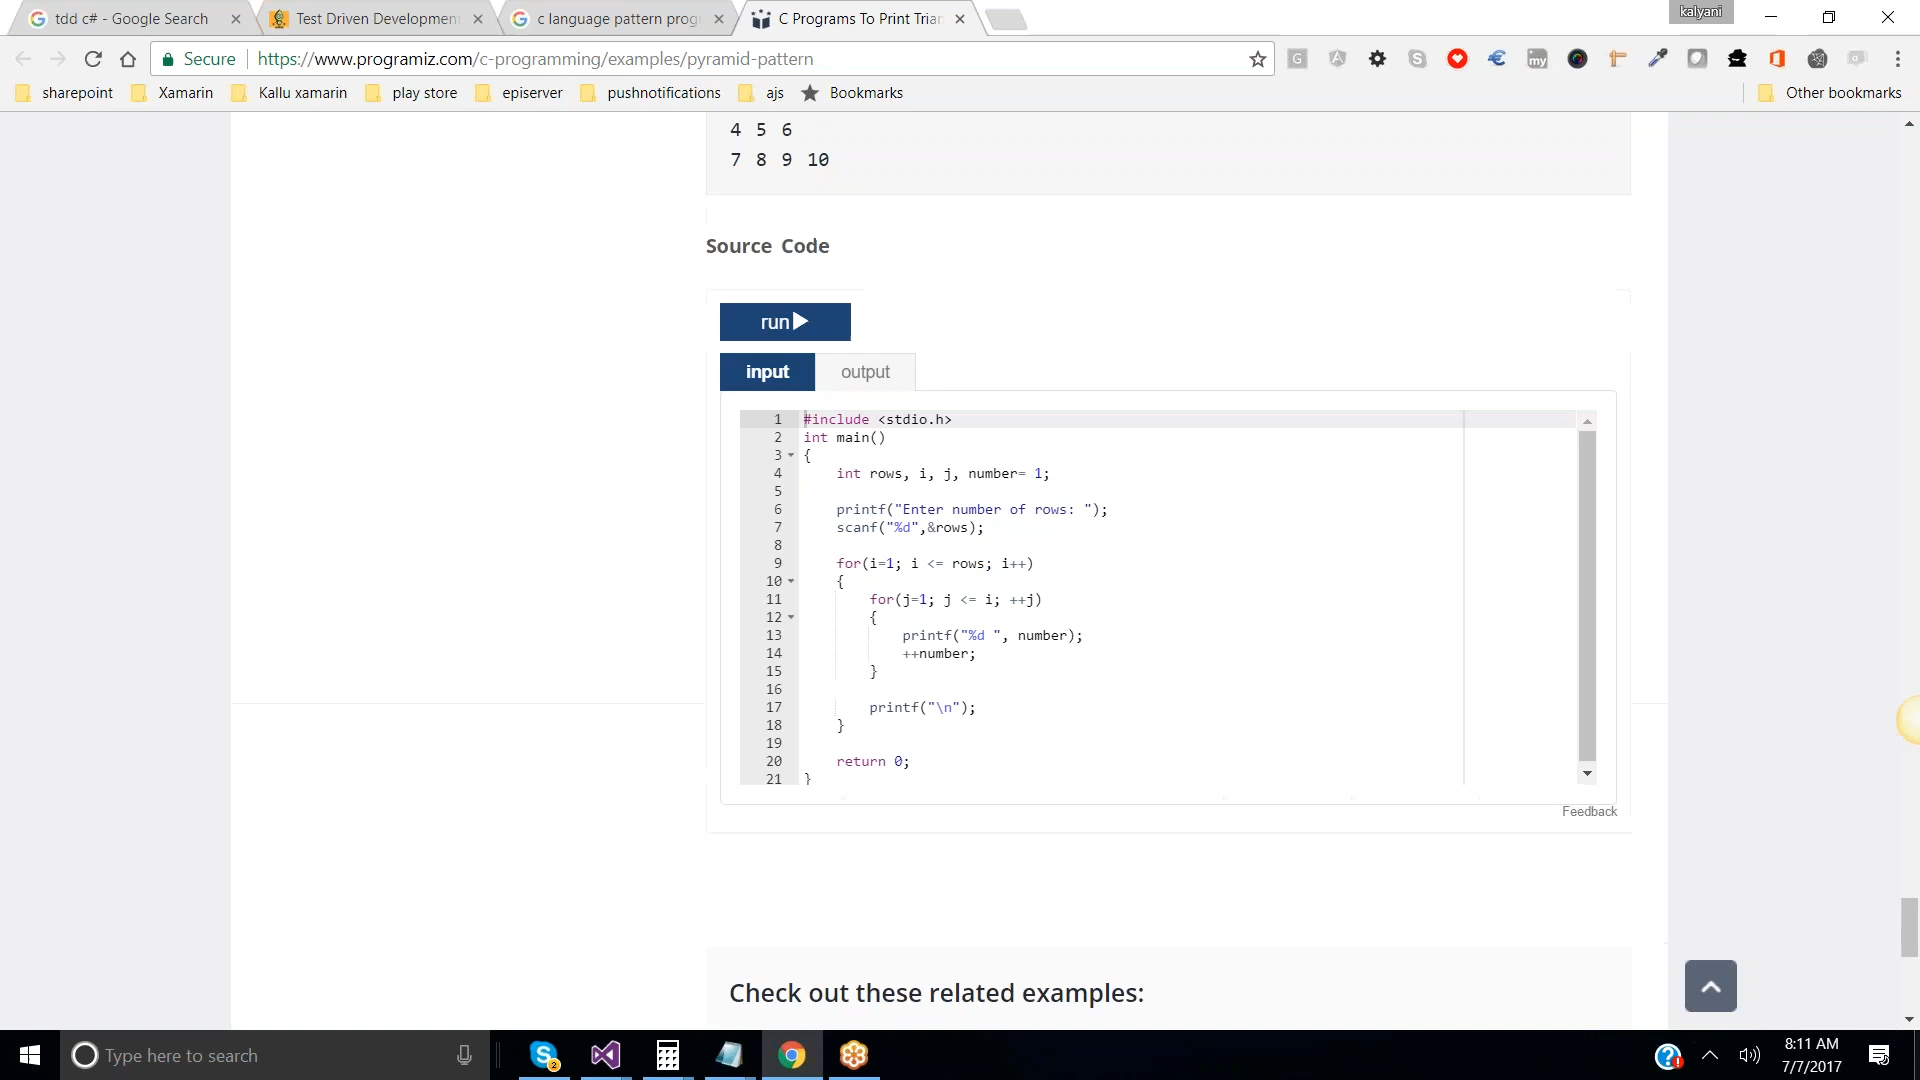 tdd c# - Google Search
Test Driven Development
c language pattern prog
C Programs To Print Trian
kalyani
Secure
https://www.programiz.com/c-programming/examples/pyramid-pattern
sharepoint
Xamarin
Kallu xamarin
play store
episerver
pushnotifications
ajs
Bookmarks
Other bookmarks
4 5 6
7 8 9 10
Source Code
run
input
output
1 #include <stdio.h>
2 int main()
3 {
4 int rows, i, j, number= 1;
5
6 printf("Enter number of rows: ");
7 scanf("%d",&rows);
8
9 for(i=1; i <= rows; i++)
10 {
11 for(j=1; j <= i; ++j)
12 {
13 printf("%d ", number);
14 ++number;
15 }
16
17 printf("\n");
18 }
19
20 return 0;
21 }
Feedback
Check out these related examples:
Type here to search
8:11 AM
7/7/2017